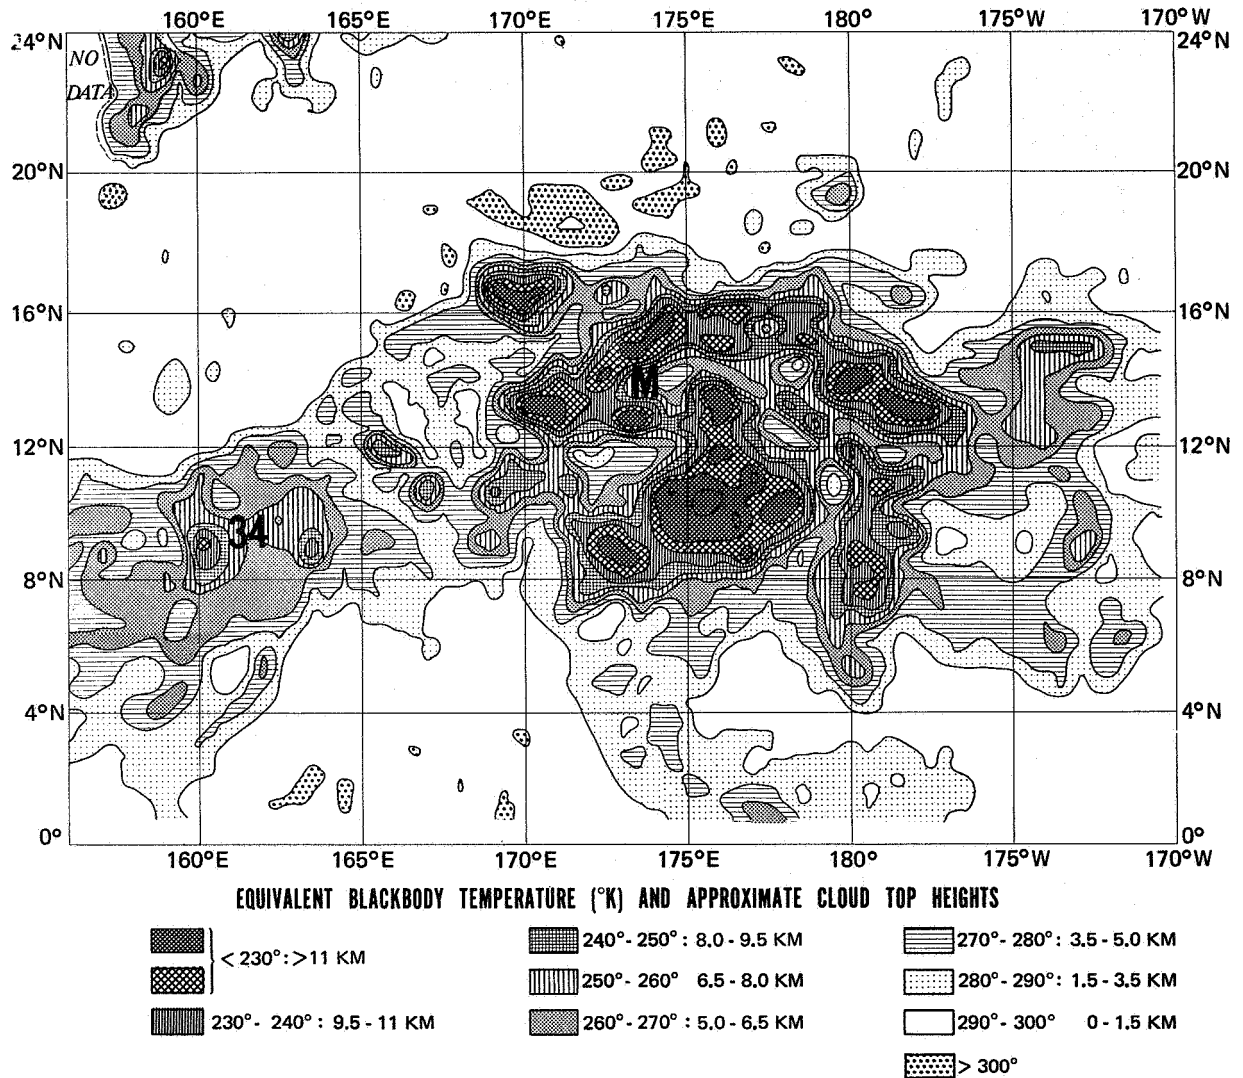 160°E 165°E 170°E 175°E 180° 175°W 170°W
24°N 24°N
NO
DATA
20°N 20°N
16°N 16°N
M
12°N 12°N
34
8°N 8°N
4°N 4°N
0° 0°
160°E 165°E 170°E 175°E 180° 175°W 170°W
EQUIVALENT BLACKBODY TEMPERATURE (°K) AND APPROXIMATE CLOUD TOP HEIGHTS
< 230°:>11 KM
230°- 240° : 9.5 - 11 KM
240°- 250° : 8.0 - 9.5 KM
250°- 260° 6.5 - 8.0 KM
260°- 270° : 5.0 - 6.5 KM
270°- 280° : 3.5 - 5.0 KM
280°- 290° : 1.5 - 3.5 KM
290°- 300° 0 - 1.5 KM
> 300°